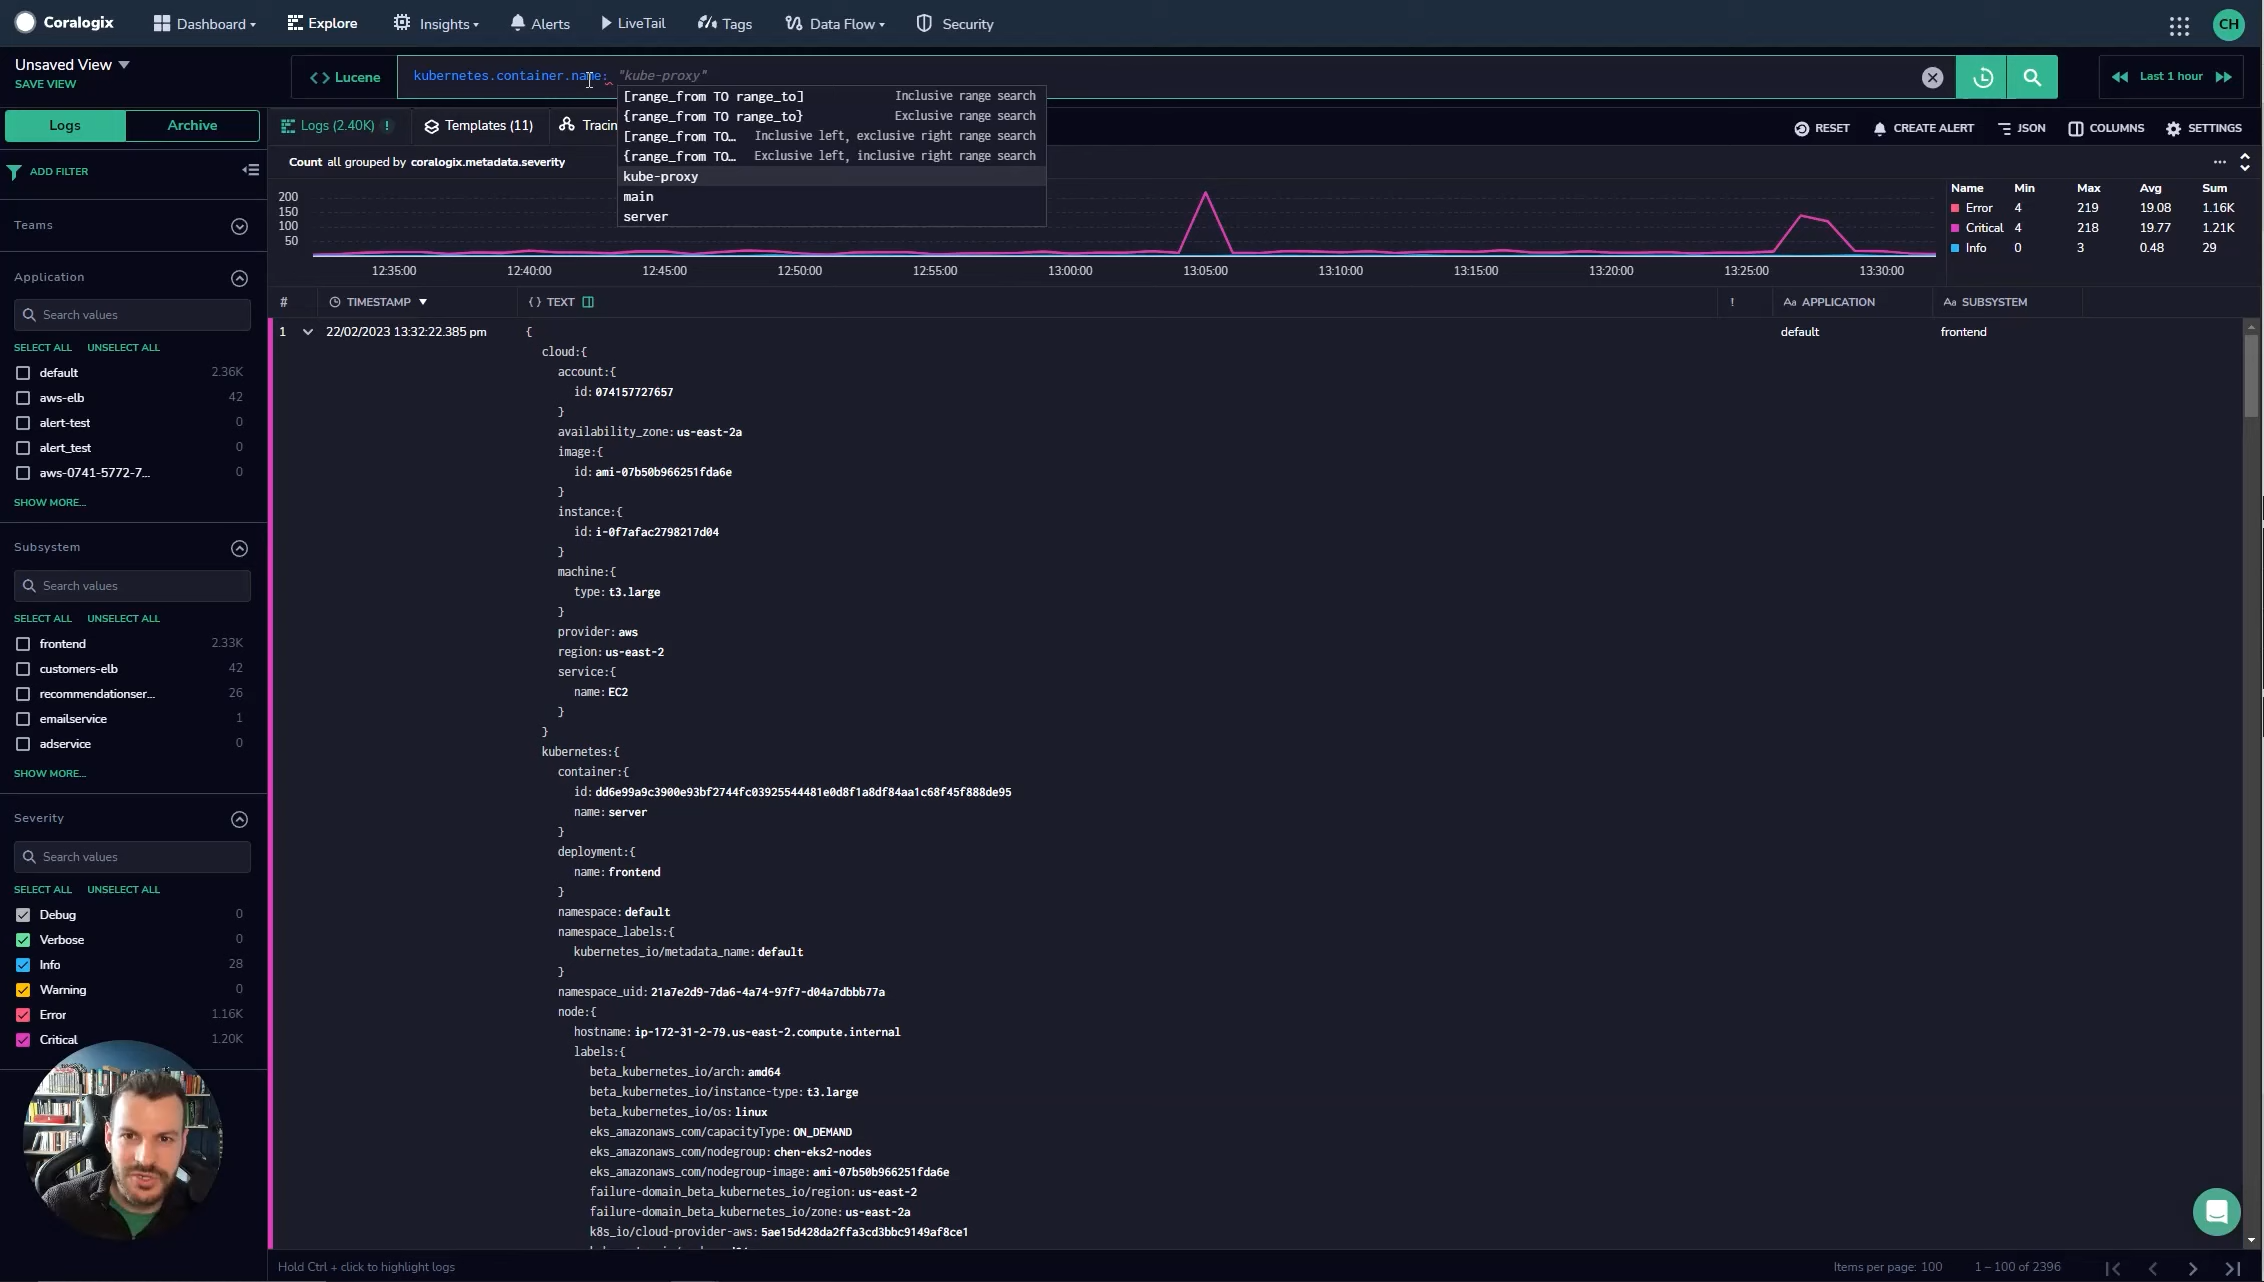 Coralogix Dashboard Explore Insights Alerts LiveTail Tags Data Flow Security CH
Unsaved View
SAVE VIEW
<> Lucene kubernetes.container.name: "kube-proxy"
Last 1 hour
[range_from TO range_to] Inclusive range search
{range_from TO range_to} Exclusive range search
[range_from TO… Inclusive left, exclusive right range search
{range_from TO… Exclusive left, inclusive right range search
kube-proxy
main
server
Logs Archive
Logs (2.40K) ! Templates (11) Tracin
RESET CREATE ALERT JSON COLUMNS SETTINGS
Count all grouped by coralogix.metadata.severity
200
150
100
50
12:35:00 12:40:00 12:45:00 12:50:00 12:55:00 13:00:00 13:05:00 13:10:00 13:15:00 13:20:00 13:25:00 13:30:00
Name Min Max Avg Sum
Error 4 219 19.08 1.16K
Critical 4 218 19.77 1.21K
Info 0 3 0.48 29
ADD FILTER
Teams
Application
Search values
SELECT ALL UNSELECT ALL
default 2.36K
aws-elb 42
alert-test 0
alert_test 0
aws-0741-5772-7... 0
SHOW MORE...
Subsystem
Search values
SELECT ALL UNSELECT ALL
frontend 2.33K
customers-elb 42
recommendationser... 26
emailservice 1
adservice 0
SHOW MORE...
Severity
Search values
SELECT ALL UNSELECT ALL
Debug 0
Verbose 0
Info 28
Warning 0
Error 1.16K
Critical 1.20K
# TIMESTAMP {} TEXT ! Aa APPLICATION Aa SUBSYSTEM
1 22/02/2023 13:32:22.385 pm { default frontend
cloud:{
account:{
id:074157727657
}
availability_zone:us-east-2a
image:{
id:ami-07b50b966251fda6e
}
instance:{
id:i-0f7afac2798217d04
}
machine:{
type:t3.large
}
provider:aws
region:us-east-2
service:{
name:EC2
}
}
kubernetes:{
container:{
id:dd6e99a9c3900e93bf2744fc03925544481e0d8f1a8df84aa1c68f45f888de95
name:server
}
deployment:{
name:frontend
}
namespace:default
namespace_labels:{
kubernetes_io/metadata_name:default
}
namespace_uid:21a7e2d9-7da6-4a74-97f7-d04a7dbbb77a
node:{
hostname:ip-172-31-2-79.us-east-2.compute.internal
labels:{
beta_kubernetes_io/arch:amd64
beta_kubernetes_io/instance-type:t3.large
beta_kubernetes_io/os:linux
eks_amazonaws_com/capacityType:ON_DEMAND
eks_amazonaws_com/nodegroup:chen-eks2-nodes
eks_amazonaws_com/nodegroup-image:ami-07b50b966251fda6e
failure-domain_beta_kubernetes_io/region:us-east-2
failure-domain_beta_kubernetes_io/zone:us-east-2a
k8s_io/cloud-provider-aws:5ae15d428da2ffa3cd3bbc9149af8ce1
Hold Ctrl + click to highlight logs
Items per page: 100 1 – 100 of 2396